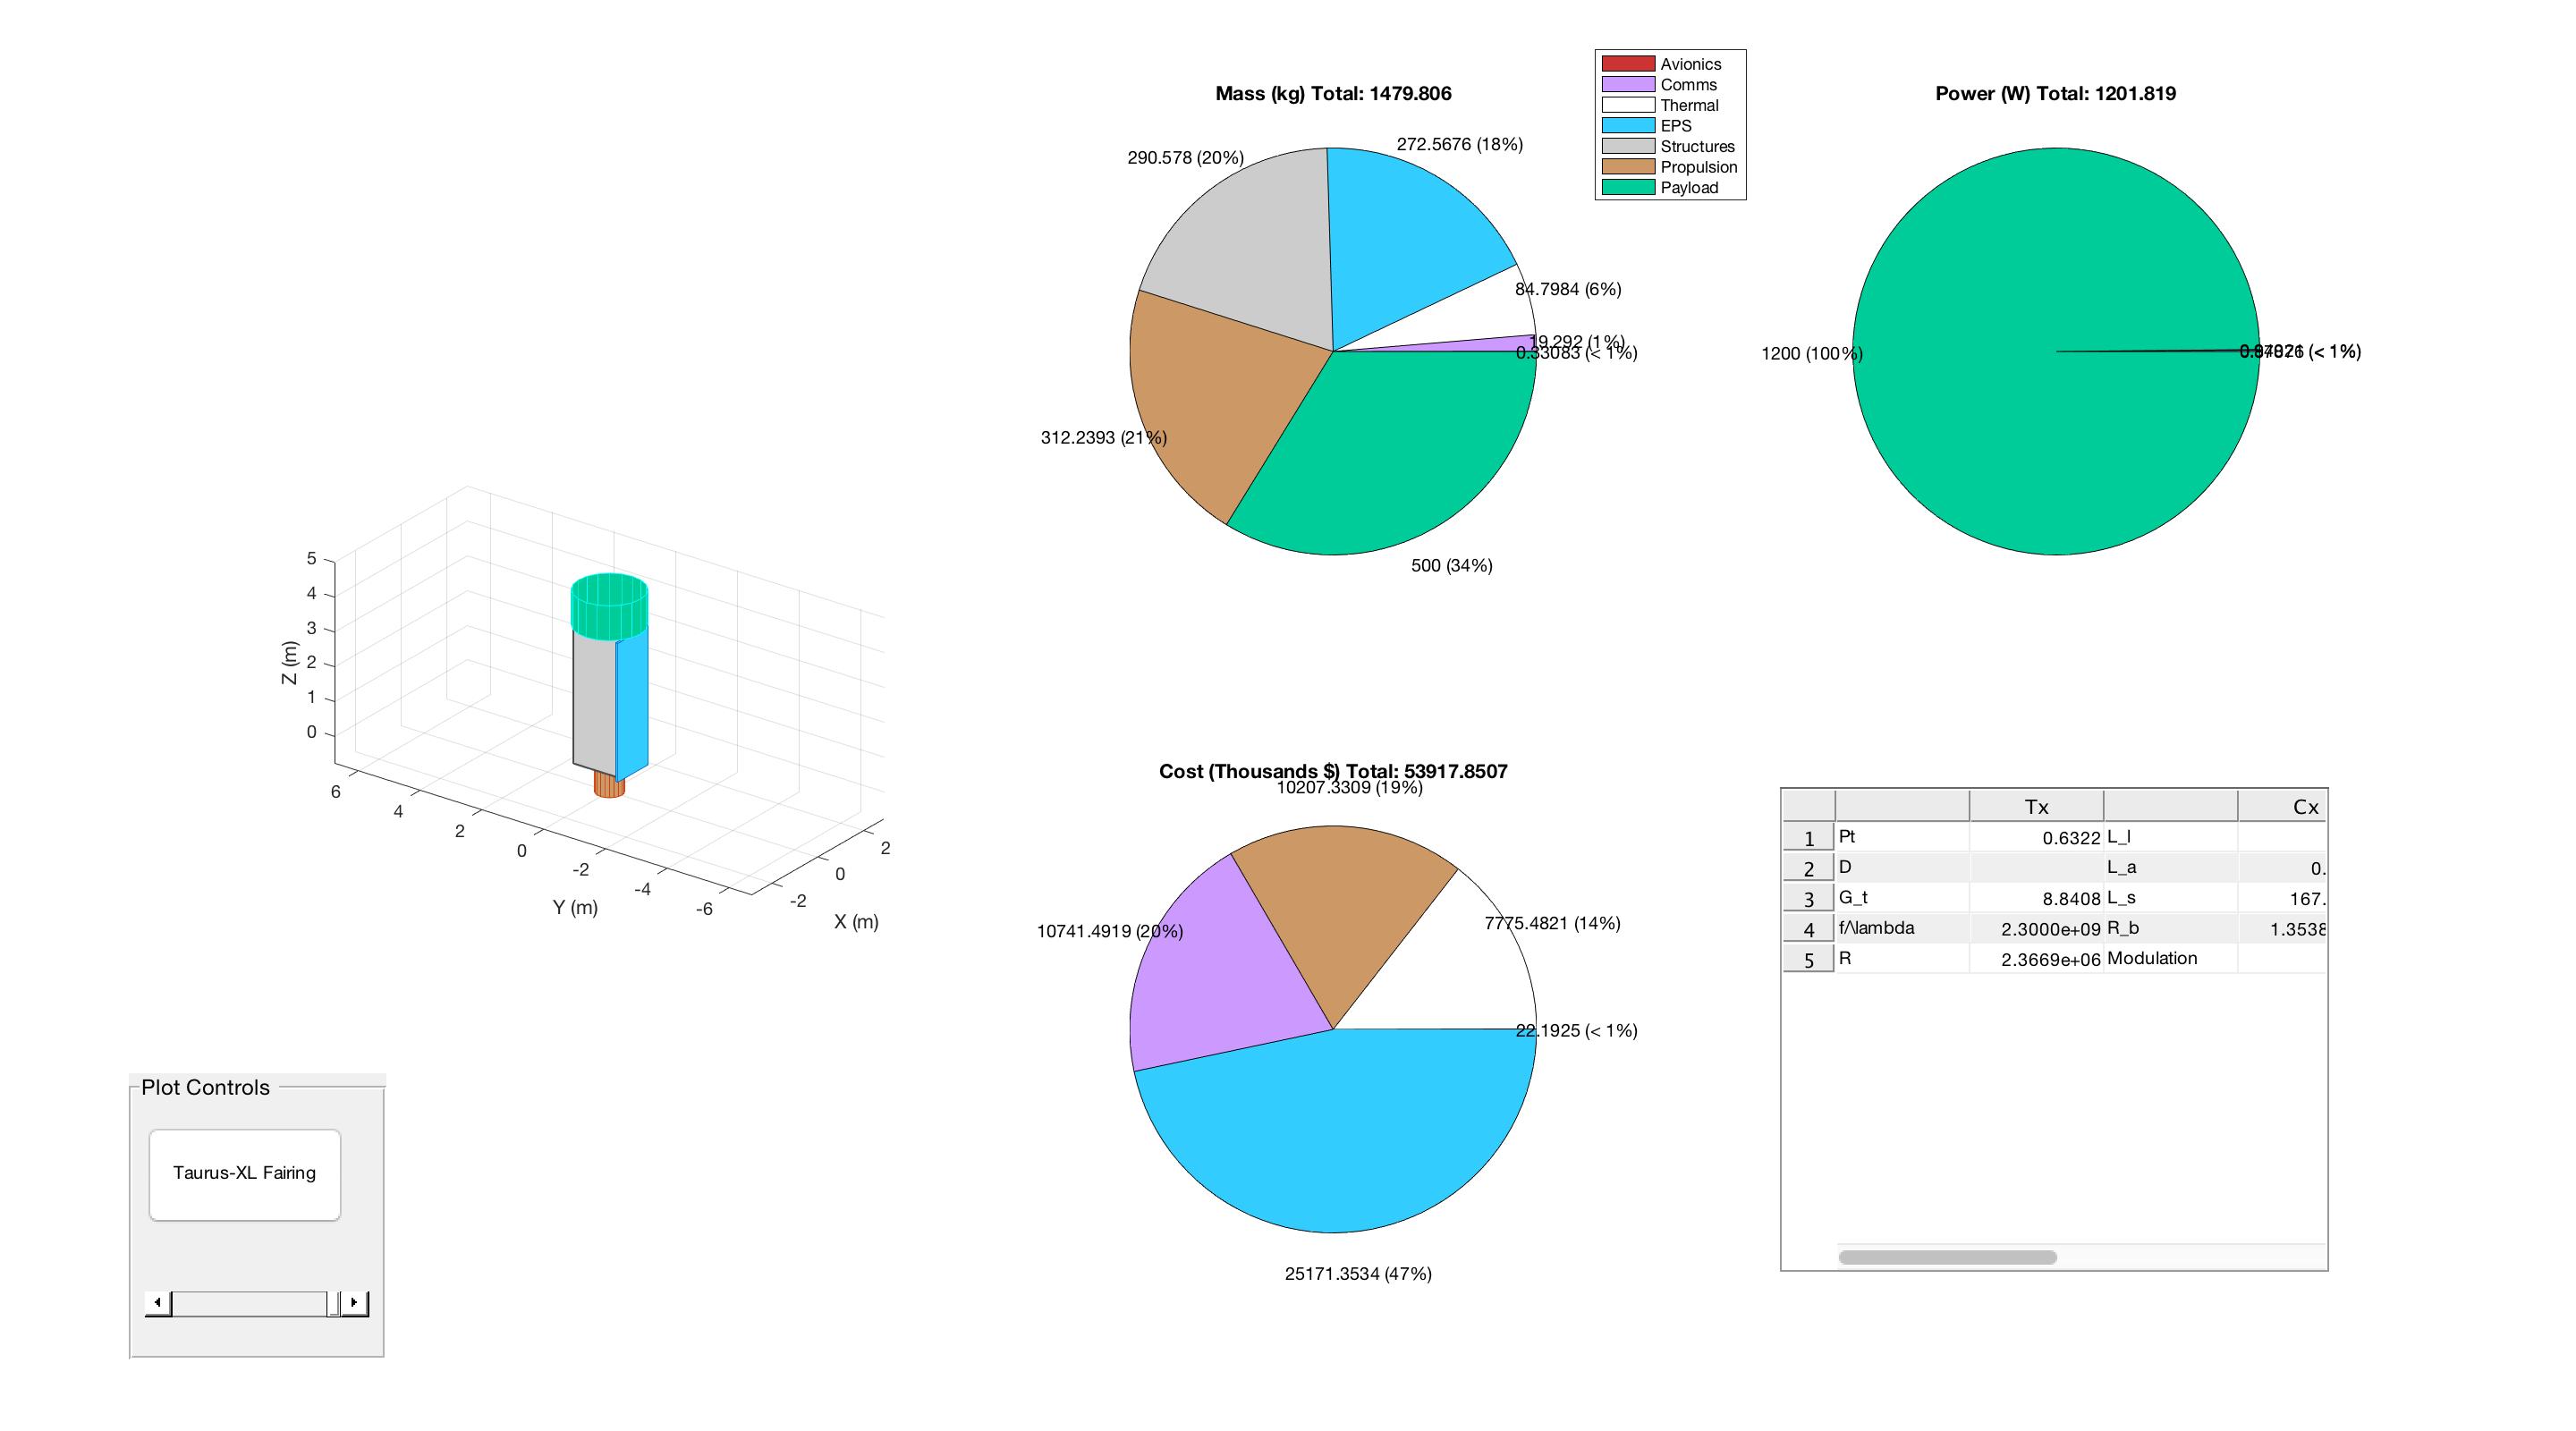 Avionics
Comms
Thermal
EPS
Structures
Propulsion
Payload
Mass (kg) Total: 1479.806
290.578 (20%)
272.5676 (18%)
84.7984 (6%)
19.292 (1%)
0.33083 (< 1%)
312.2393 (21%)
500 (34%)
Power (W) Total: 1201.819
1200 (100%)
(< 1%)
5
4
3
2
1
0
Z (m)
6
4
2
0
-2
-4
-6
Y (m)
-2
0
2
X (m)
Cost (Thousands $) Total: 53917.8507
10207.3309 (19%)
10741.4919 (20%)
7775.4821 (14%)
22.1925 (< 1%)
25171.3534 (47%)
Tx Cx
1 Pt 0.6322 L_l
2 D L_a 0.
3 G_t 8.8408 L_s 167.
4 f/\lambda 2.3000e+09 R_b 1.3538
5 R 2.3669e+06 Modulation
Plot Controls
Taurus-XL Fairing